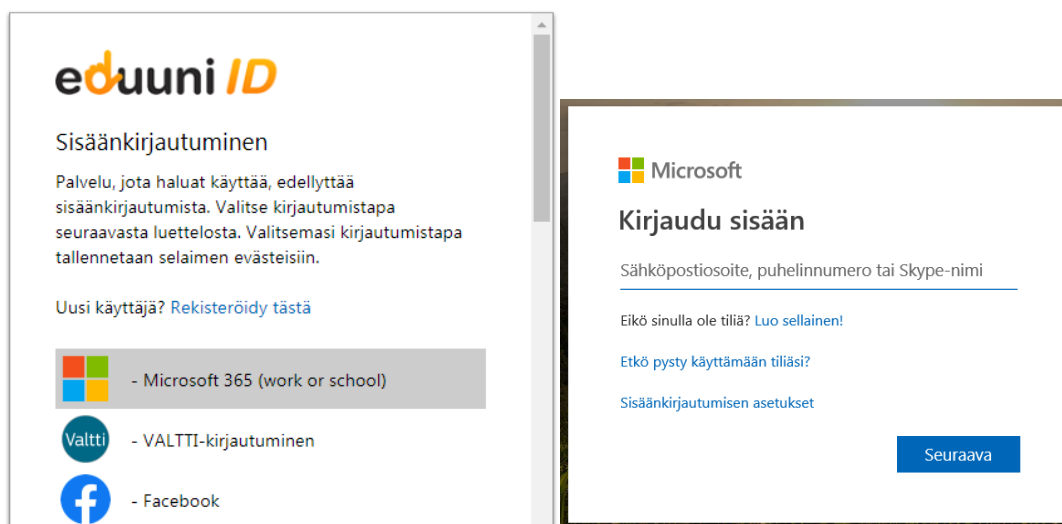 eduuni ID
Sisäänkirjautuminen
Palvelu, jota haluat käyttää, edellyttää
sisäänkirjautumista. Valitse kirjautumistapa
seuraavasta luettelosta. Valitsemasi kirjautumistapa
tallennetaan selaimen evästeisiin.
Uusi käyttäjä? Rekisteröidy tästä
- Microsoft 365 (work or school)
Valtti - VALTTI-kirjautuminen
- Facebook
Microsoft
Kirjaudu sisään
Sähköpostiosoite, puhelinnumero tai Skype-nimi
Eikö sinulla ole tiliä? Luo sellainen!
Etkö pysty käyttämään tiliäsi?
Sisäänkirjautumisen asetukset
Seuraava